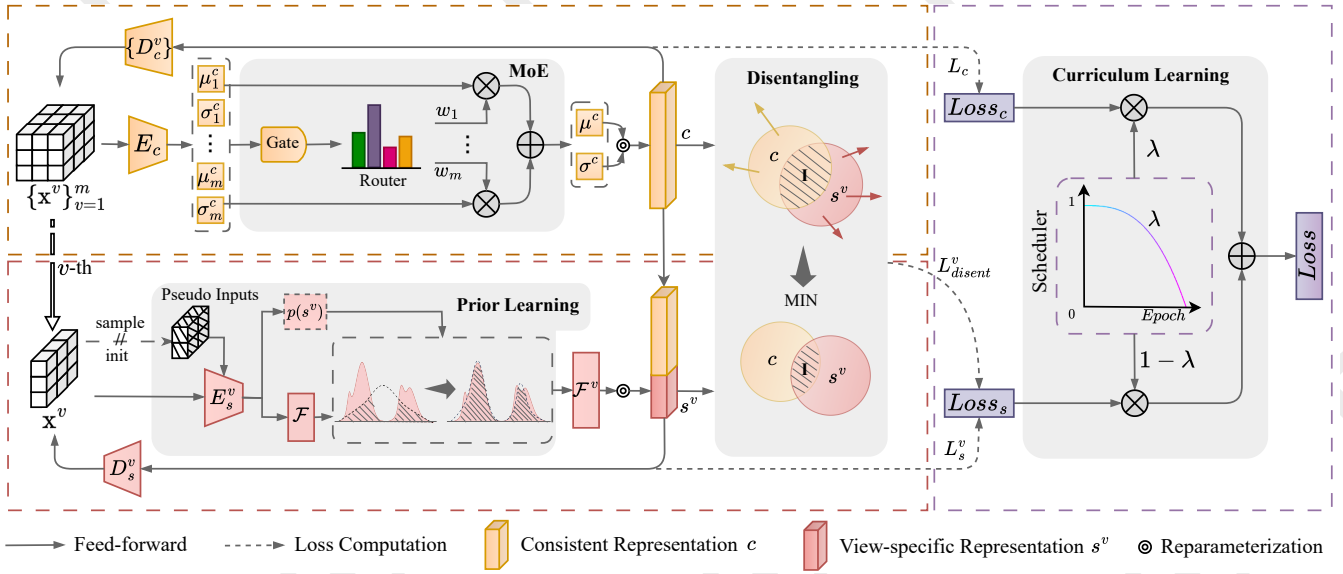 {D_c^v}
μ_1^c
σ_1^c
⋮
μ_m^c
σ_m^c
E_c
{x^v}_{v=1}^m
MoE
Gate
Router
w_1
⋮
w_m
μ^c
σ^c
c
Disentangling
c
I
s^v
MIN
c
I
s^v
v-th
x^v
sample
//
init
Pseudo Inputs
Prior Learning
p(s^v)
E_s^v
F
F^v
s^v
D_s^v
L_c
L_disent^v
L_s^v
Loss_c
Loss_s
Curriculum Learning
λ
Scheduler
1
λ
0
Epoch
1 − λ
Loss
Feed-forward
Loss Computation
Consistent Representation c
View-specific Representation s^v
Reparameterization